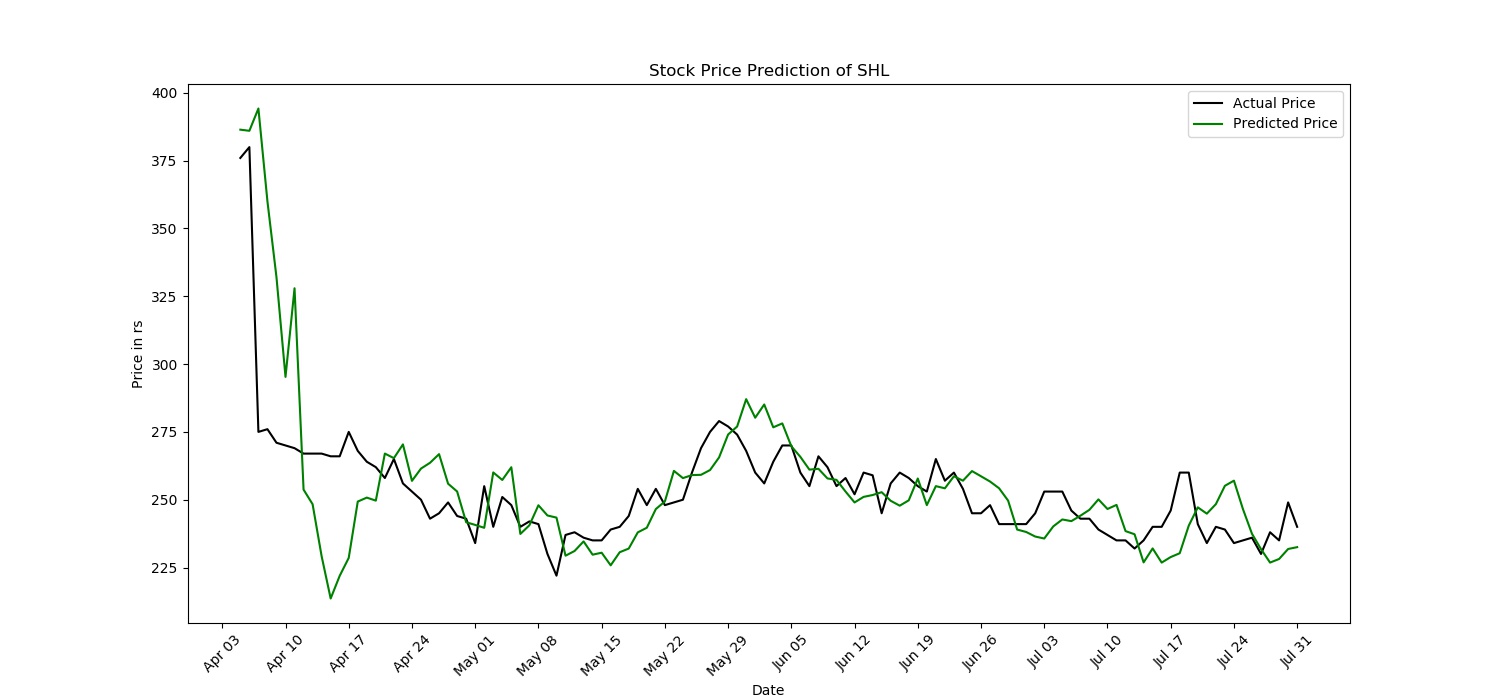 Stock Price Prediction of SHL
Actual Price
Predicted Price
400
375
350
325
300
275
250
225
Price in rs
Apr 03
Apr 10
Apr 17
Apr 24
May 01
May 08
May 15
May 22
May 29
Jun 05
Jun 12
Jun 19
Jun 26
Jul 03
Jul 10
Jul 17
Jul 24
Jul 31
Date